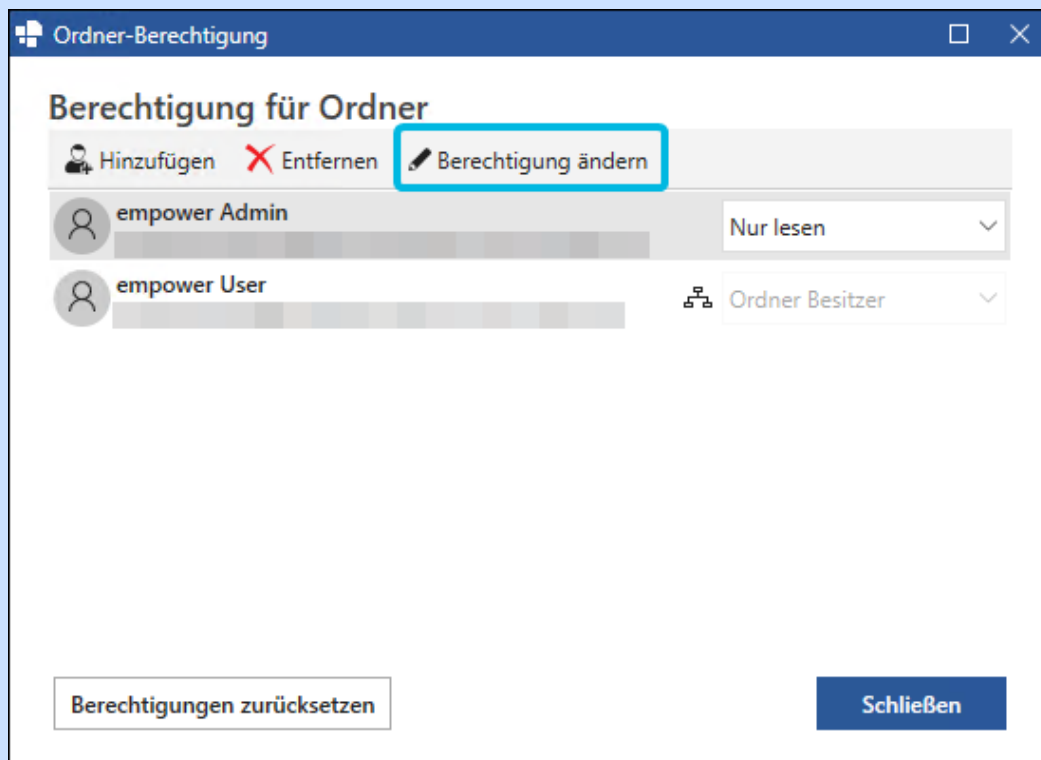 Ordner-Berechtigung
Berechtigung für Ordner
Hinzufügen Entfernen Berechtigung ändern
empower Admin
Nur lesen
empower User
Ordner Besitzer
Berechtigungen zurücksetzen Schließen